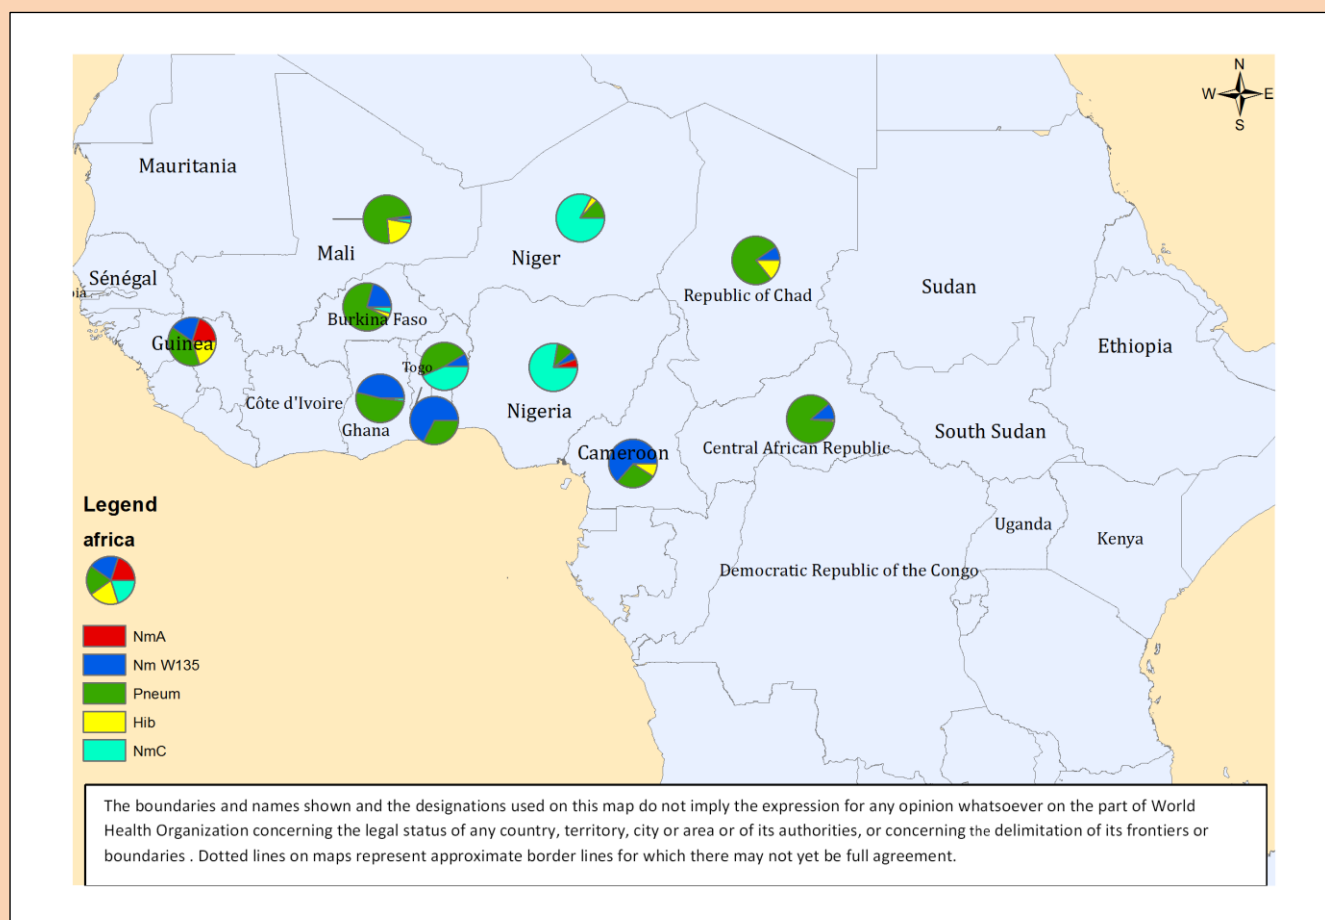 N
W E
S
Mauritania
Mali
Niger
Sénégal
Republic of Chad
Sudan
Burkina Faso
Guinea
Ethiopia
Togo
Côte d'Ivoire
Ghana
Nigeria
Cameroon
Central African Republic
South Sudan
Uganda
Kenya
Democratic Republic of the Congo
Legend
africa
NmA
Nm W135
Pneum
Hib
NmC
The boundaries and names shown and the designations used on this map do not imply the expression for any opinion whatsoever on the part of World
Health Organization concerning the legal status of any country, territory, city or area or of its authorities, or concerning the delimitation of its frontiers or
boundaries . Dotted lines on maps represent approximate border lines for which there may not yet be full agreement.